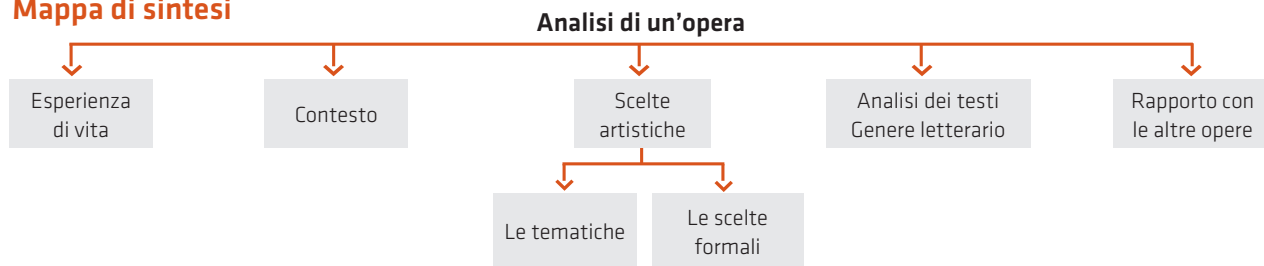 Mappa di sintesi
Analisi di un’opera
Esperienza
di vita
Contesto
Scelte
artistiche
Analisi dei testi
Genere letterario
Rapporto con
le altre opere
Le tematiche
Le scelte
formali